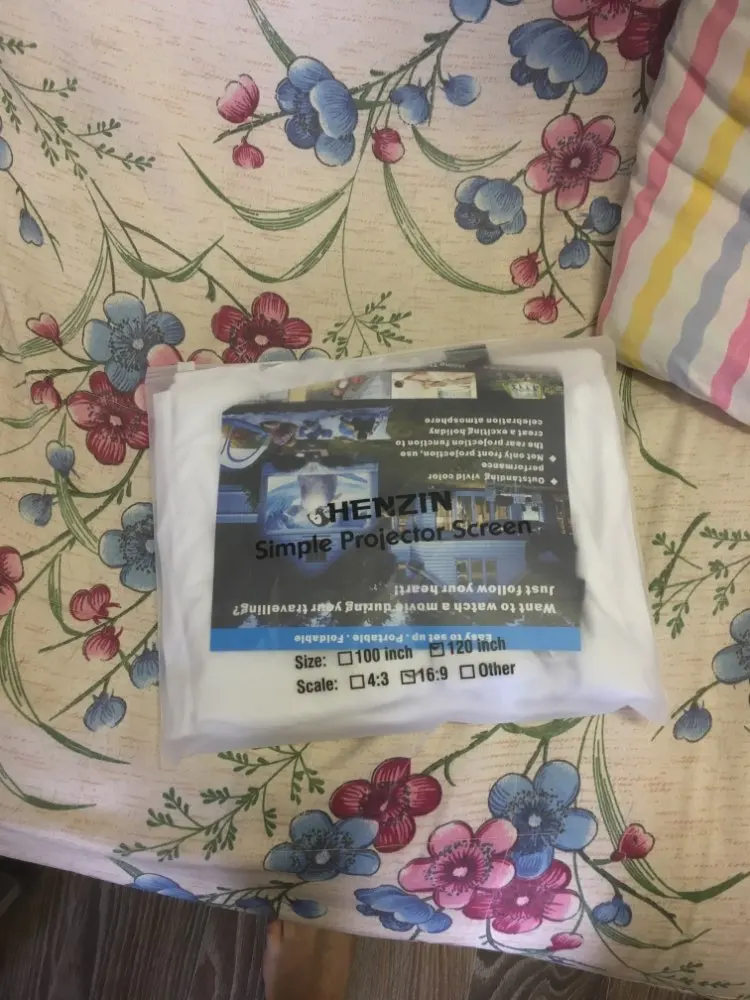 HENZIN
Simple Projector Screen
Size: 100 inch 120 inch
Scale: 4:3 16:9 Other
Easy to set up . Portable . Foldable
Want to watch a movie during your travelling?
Just follow your heart!
Outstanding vivid color
performance
Not only front projection, use
the rear projection function to
creat a exciting holiday
celebration atmosphere